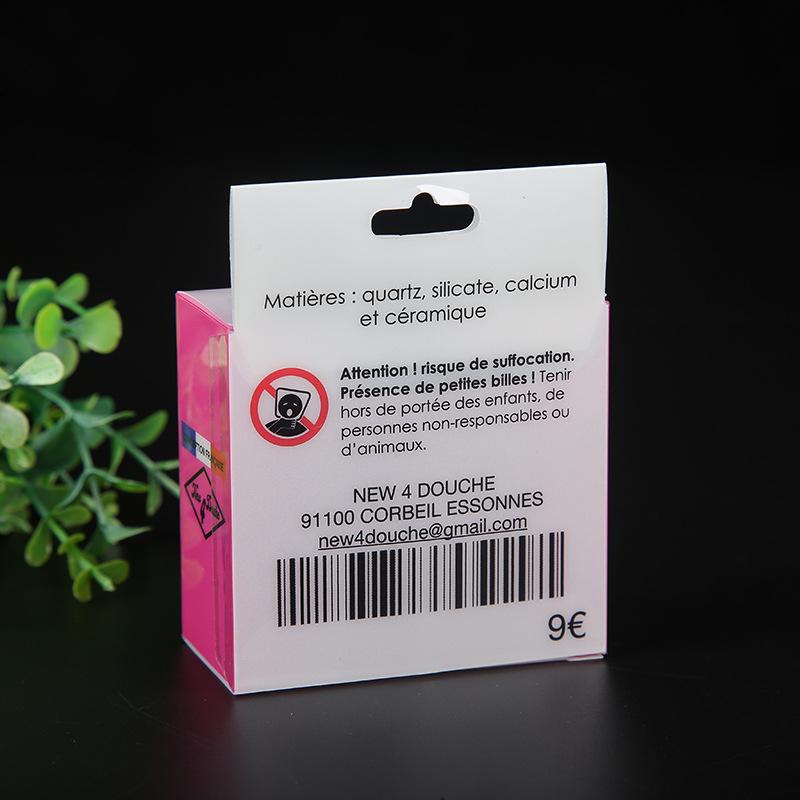 Matières : quartz, silicate, calcium
et céramique
Attention ! risque de suffocation.
Présence de petites billes ! Tenir
hors de portée des enfants, de
personnes non-responsables ou
d'animaux.
NEW 4 DOUCHE
91100 CORBEIL ESSONNES
new4douche@gmail.com
9€